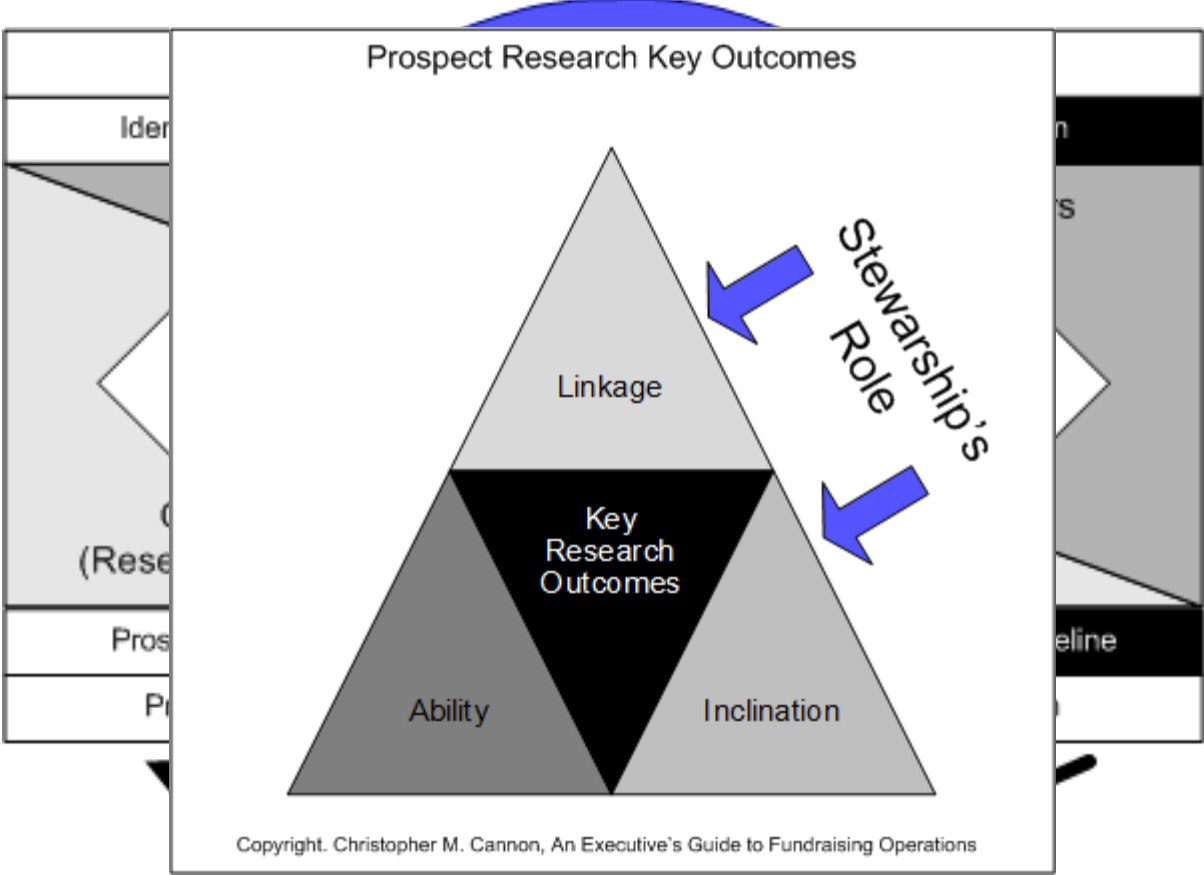 Prospect Research Key Outcomes
Stewarship's
Role
Linkage
Key
Research
Outcomes
Ability
Inclination
Copyright. Christopher M. Cannon, An Executive's Guide to Fundraising Operations